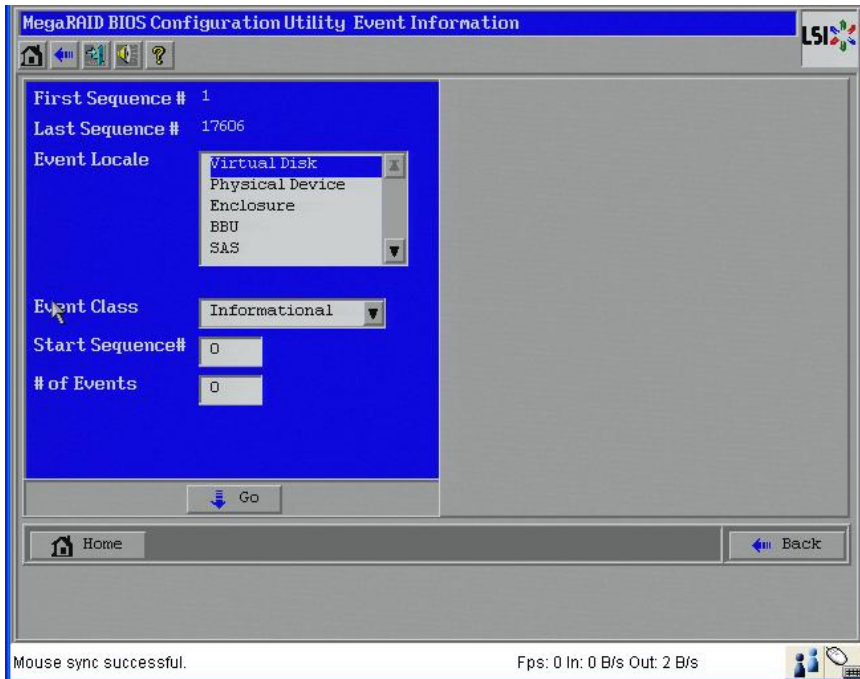 MegaRAID BIOS Configuration Utility Event Information
LSI
?
First Sequence # 1
Last Sequence # 17606
Event Locale
Virtual Disk
Physical Device
Enclosure
BBU
SAS
Event Class Informational
Start Sequence# 0
# of Events 0
Go
Home
Back
Mouse sync successful. Fps: 0 In: 0 B/s Out: 2 B/s